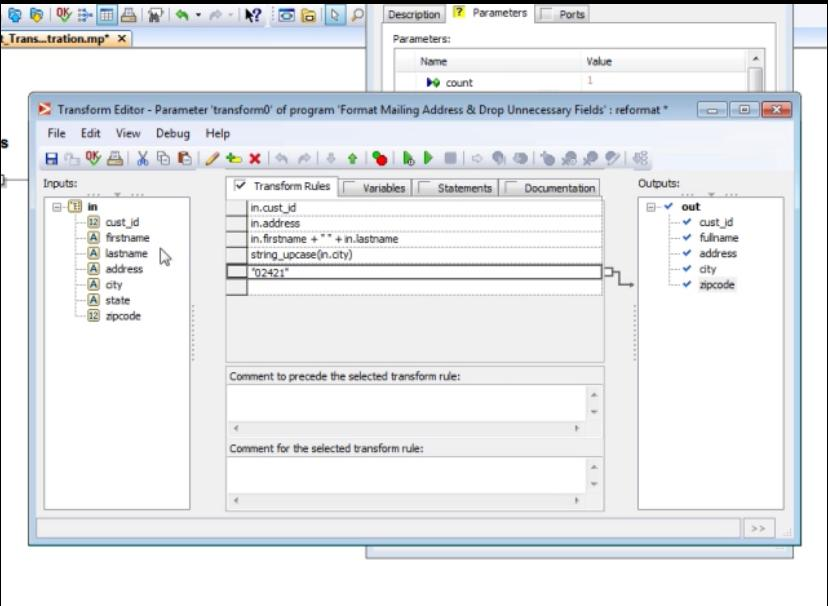 Description
?
Parameters
Ports
OK
t_Trans...tration.mp*
Parameters:
Name
Value
count
1
Transform Editor - Parameter 'transform0' of program 'Format Mailing Address & Drop Unnecessary Fields' : reformat *
File Edit View Debug Help
OK
s
Inputs:
Transform Rules
Variables
Statements
Documentation
Outputs:
in
12 cust_id
A firstname
A lastname
A address
A city
A state
12 zipcode
in.cust_id
in.address
in.firstname + " " + in.lastname
string_upcase(in.city)
"02421"
out
cust_id
fullname
address
city
zipcode
Comment to precede the selected transform rule:
Comment for the selected transform rule:
>>